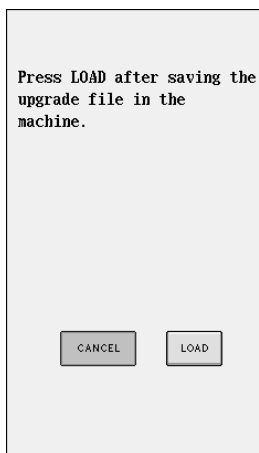 Press LOAD after saving the
upgrade file in the
machine.
CANCEL LOAD